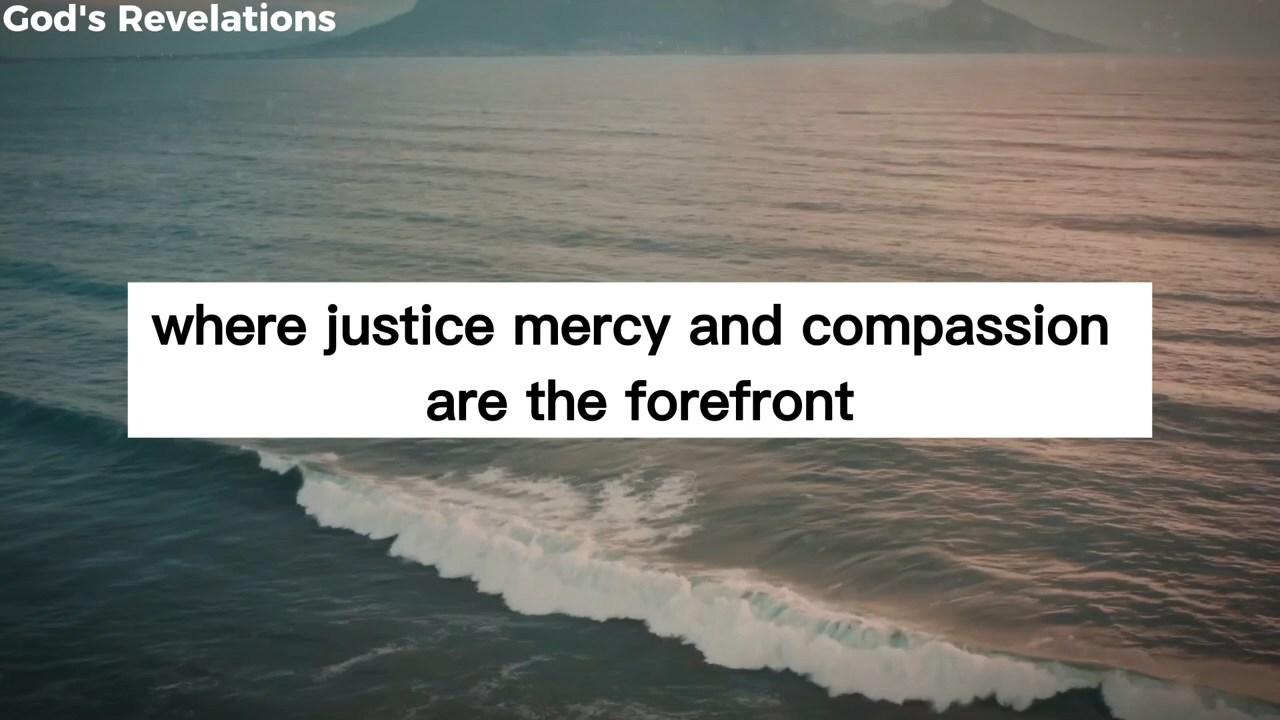 God's Revelations
where justice mercy and compassion
are the forefront